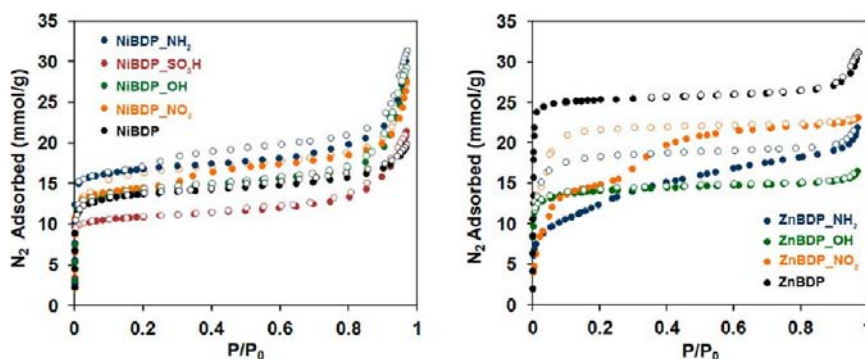 N₂ Adsorbed (mmol/g)
35
30
25
20
15
10
5
0
NiBDP_NH₂
NiBDP_SO₃H
NiBDP_OH
NiBDP_NO₂
NiBDP
0 0.2 0.4 0.6 0.8 1
P/P₀
N₂ Adsorbed (mmol/g)
35
30
25
20
15
10
5
0
ZnBDP_NH₂
ZnBDP_OH
ZnBDP_NO₂
ZnBDP
0 0.2 0.4 0.6 0.8 1
P/P₀